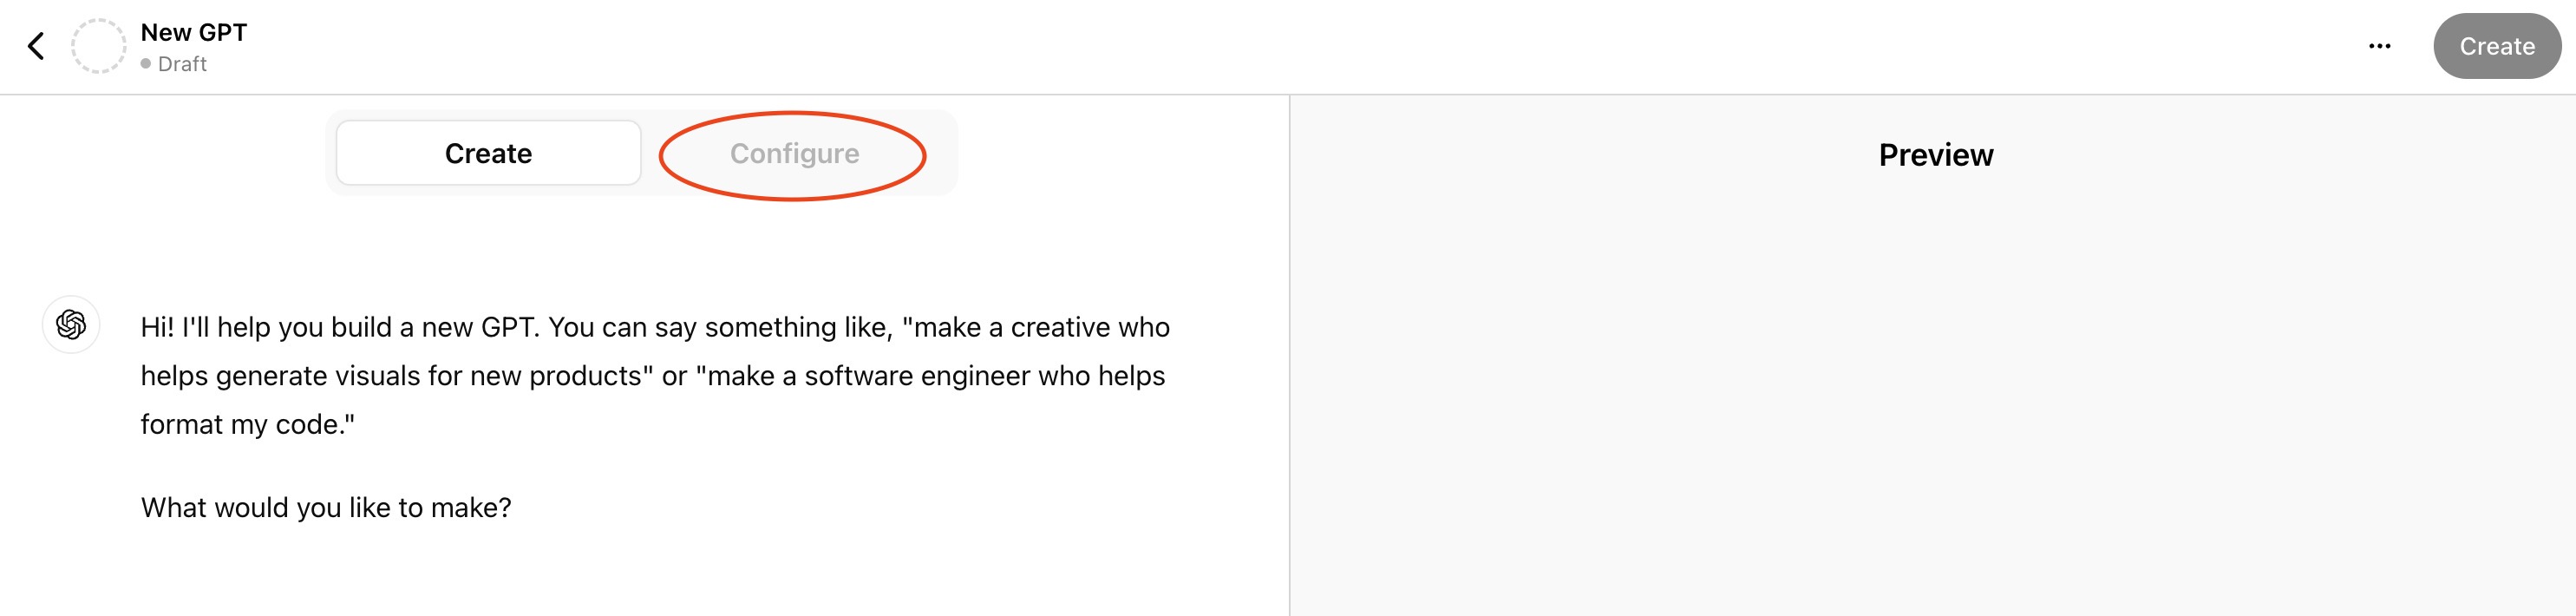 New GPT
Draft
...
Create
Create
Configure
Preview
Hi! I'll help you build a new GPT. You can say something like, "make a creative who
helps generate visuals for new products" or "make a software engineer who helps
format my code."
What would you like to make?